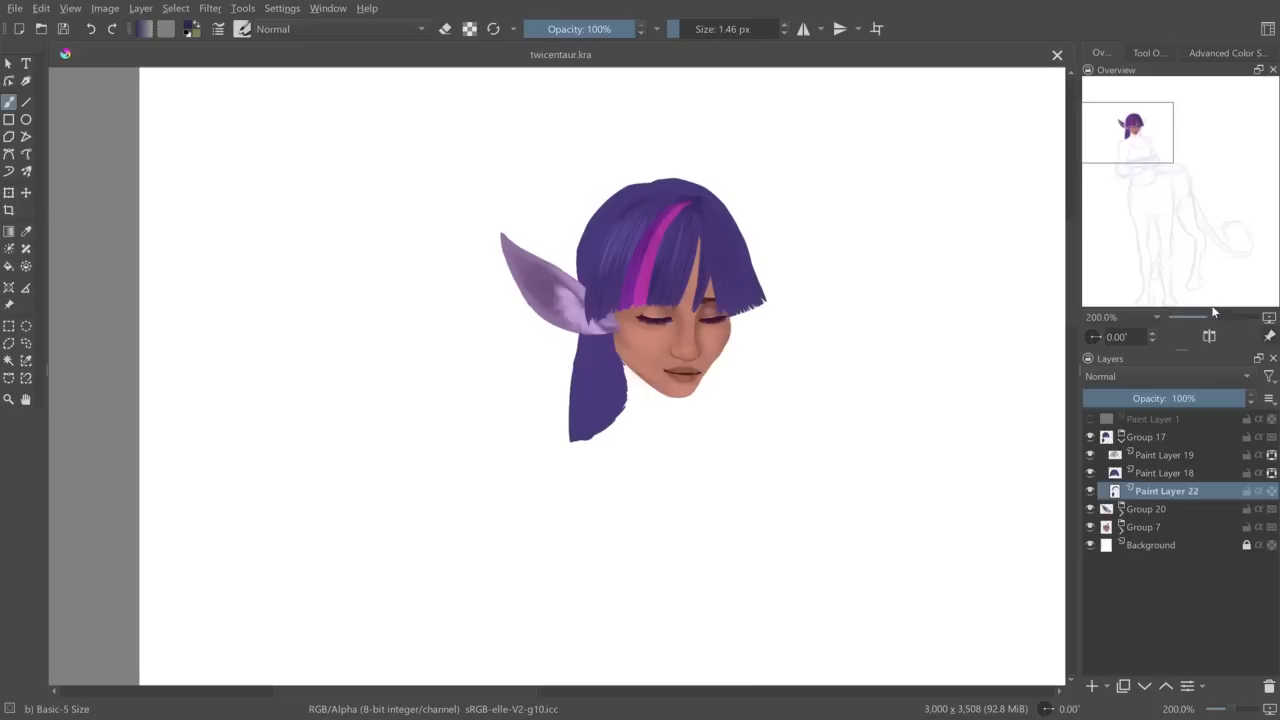 File Edit View Image Layer Select Filter Tools Settings Window Help
Normal Opacity: 100% Size: 1.46 px
twicentaur.kra
Ov... Tool O... Advanced Color S...
Overview
200.0%
0.00°
Layers
Normal
Opacity: 100%
Paint Layer 1
Group 17
Paint Layer 19
Paint Layer 18
Paint Layer 22
Group 20
Group 7
Background
b) Basic-5 Size RGB/Alpha (8-bit integer/channel) sRGB-elle-V2-g10.icc 3,000 x 3,508 (92.8 MiB) 0.00° 200.0%